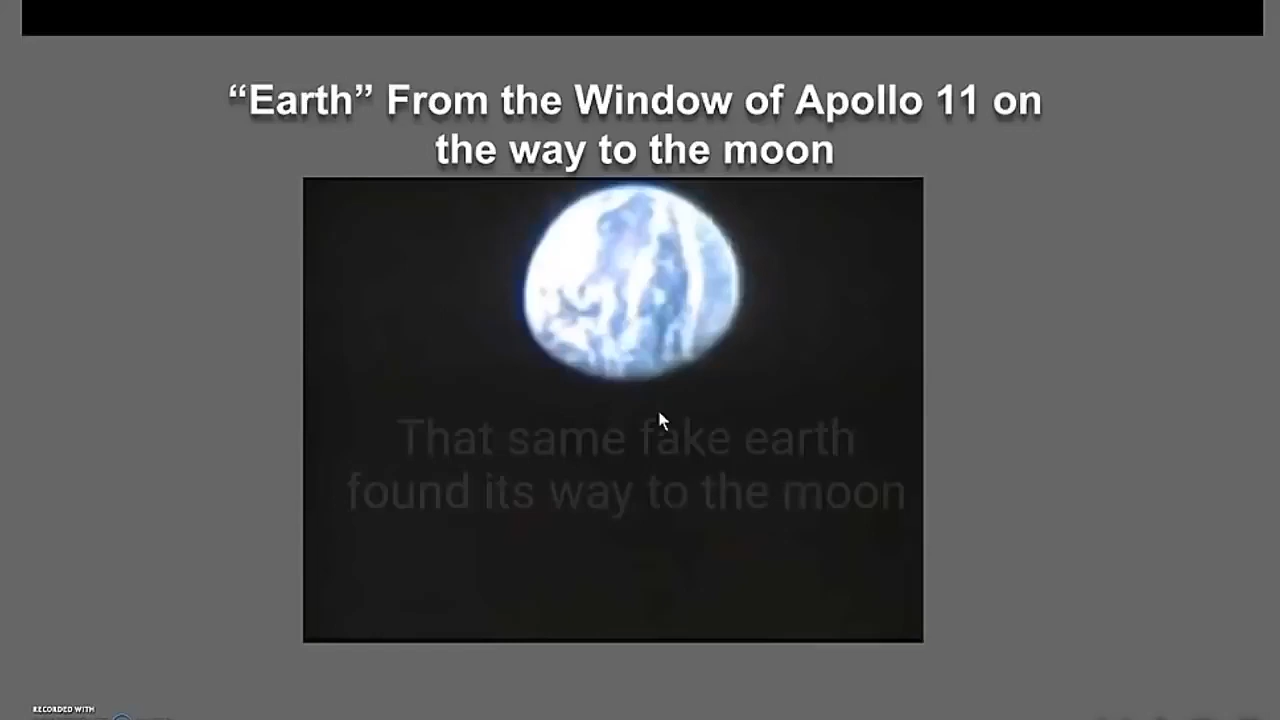 “Earth” From the Window of Apollo 11 on
the way to the moon
That same fake earth
found its way to the moon
RECORDED WITH